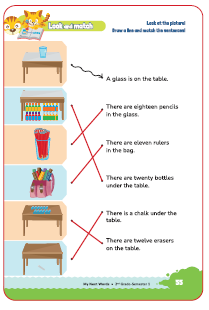 Look and match
Look at the picture!
Draw a line and match the sentences!
A glass is on the table.
There are eighteen pencils
in the glass.
There are eleven rulers
in the bag.
There are twenty bottles
under the table.
There is a chalk under the
table.
There are twelve erasers
on the table.
My Next Words • 3rd Grade-Semester 1
55